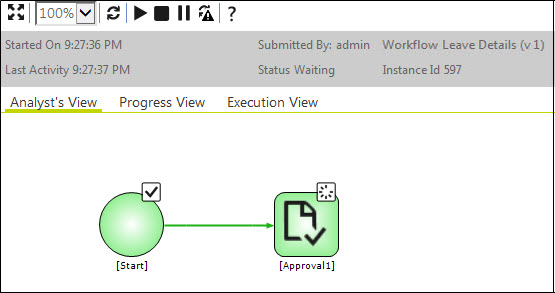 100% ?
Started On 9:27:36 PM Submitted By: admin Workflow Leave Details (v 1)
Last Activity 9:27:37 PM Status Waiting Instance Id 597
Analyst's View Progress View Execution View
[Start] [Approval1]